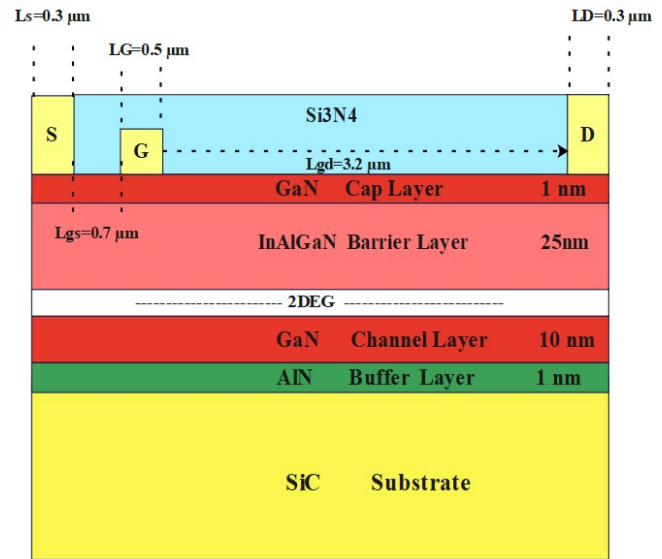 Ls=0.3 μm
LD=0.3 μm
LG=0.5 μm
Si3N4
S
G
D
Lgd=3.2 μm
GaN Cap Layer 1 nm
Lgs=0.7 μm
InAlGaN Barrier Layer 25nm
2DEG
GaN Channel Layer 10 nm
AlN Buffer Layer 1 nm
SiC Substrate